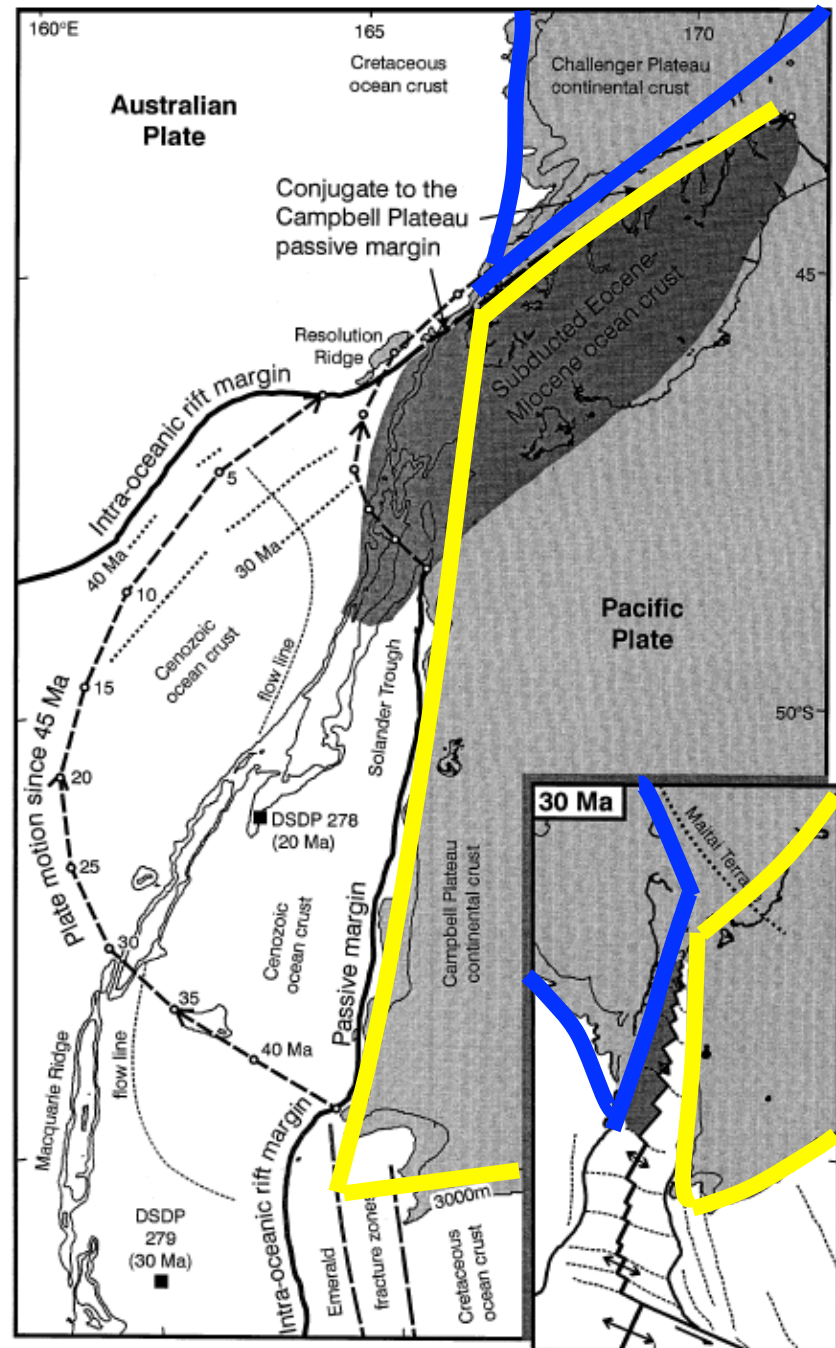 160°E
165
170
Cretaceous
ocean crust
Challenger Plateau
continental crust
Australian
Plate
Conjugate to the
Campbell Plateau
passive margin
45
Subducted Eocene-
Miocene ocean crust
Resolution
Ridge
Intra-oceanic rift margin
5
40 Ma
30 Ma
10
Pacific
Plate
Cenozoic
ocean crust
flow line
15
Solander Trough
50°S
Plate motion since 45 Ma
20
DSDP 278
(20 Ma)
30 Ma
Maitai Terra
25
Cenozoic
ocean crust
Campbell Plateau
continental crust
30
Passive margin
35
40 Ma
flow line
Macquarie Ridge
Intra-oceanic rift margin
3000m
DSDP
279
(30 Ma)
Emerald
fracture zones
Cretaceous
ocean crust